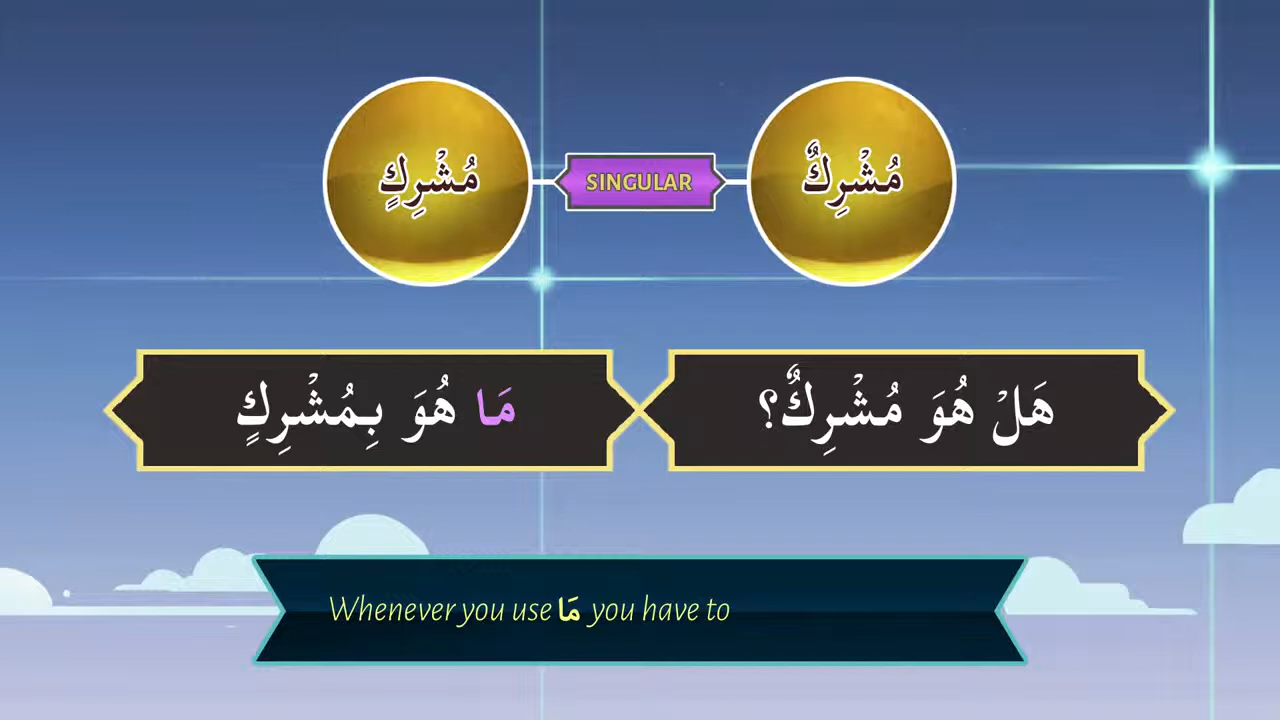 مُشْرِكٌ
SINGULAR
مُشْرِكٍ
هَلْ هُوَ مُشْرِكٌ؟
مَا هُوَ بِمُشْرِكٍ
Whenever you use مَا you have to